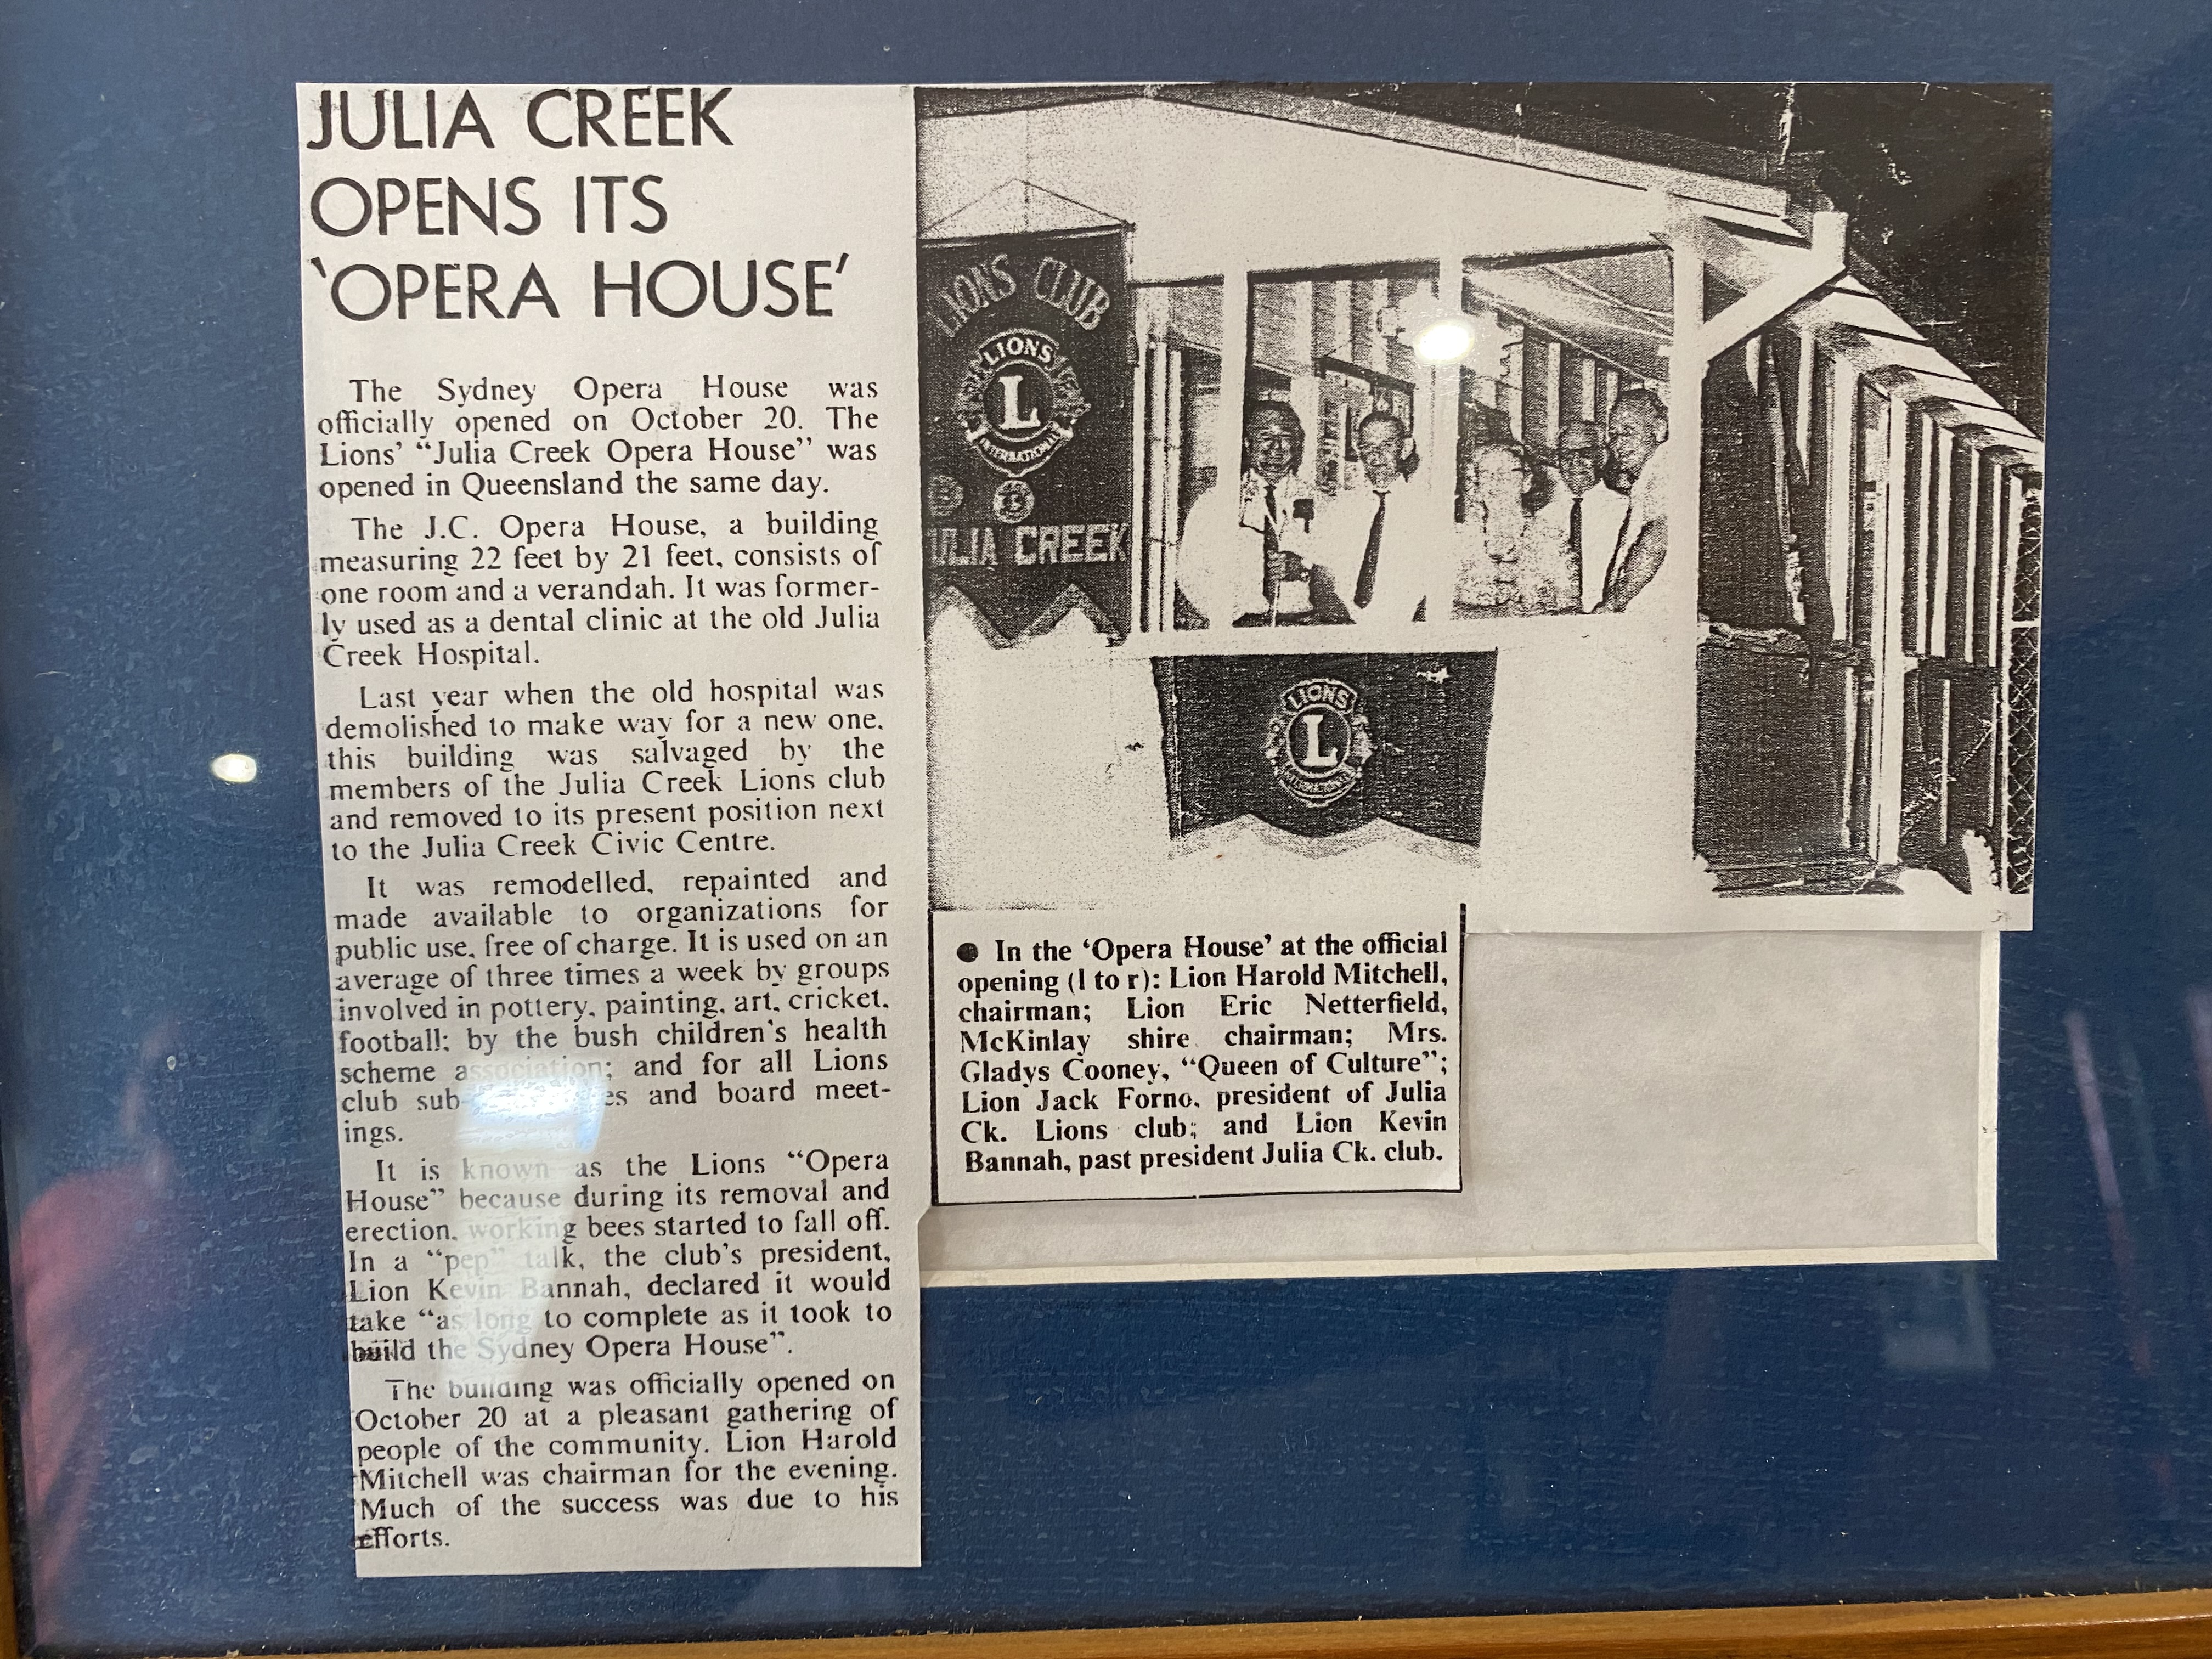 JULIA CREEK
OPENS ITS
‘OPERA HOUSE’
The Sydney Opera House was
officially opened on October 20. The
Lions’ “Julia Creek Opera House” was
opened in Queensland the same day.
The J.C. Opera House, a building
measuring 22 feet by 21 feet, consists of
one room and a verandah. It was former-
ly used as a dental clinic at the old Julia
Creek Hospital.
Last year when the old hospital was
demolished to make way for a new one,
this building was salvaged by the
members of the Julia Creek Lions club
and removed to its present position next
to the Julia Creek Civic Centre.
It was remodelled, repainted and
made available to organizations for
public use, free of charge. It is used on an
average of three times a week by groups
involved in pottery, painting, art, cricket,
football; by the bush children’s health
scheme association; and for all Lions
club sub- es and board meet-
ings.
It is known as the Lions “Opera
House” because during its removal and
erection, working bees started to fall off.
In a “pep” talk, the club’s president,
Lion Kevin Bannah, declared it would
take “as long to complete as it took to
build the Sydney Opera House”.
The building was officially opened on
October 20 at a pleasant gathering of
people of the community. Lion Harold
Mitchell was chairman for the evening.
Much of the success was due to his
efforts.
LIONS CLUB
LIONS
L
INTERNATIONAL
ULIA CREEK
LIONS
L
● In the ‘Opera House’ at the official
opening (l to r): Lion Harold Mitchell,
chairman; Lion Eric Netterfield,
McKinlay shire chairman; Mrs.
Gladys Cooney, “Queen of Culture”;
Lion Jack Forno, president of Julia
Ck. Lions club; and Lion Kevin
Bannah, past president Julia Ck. club.